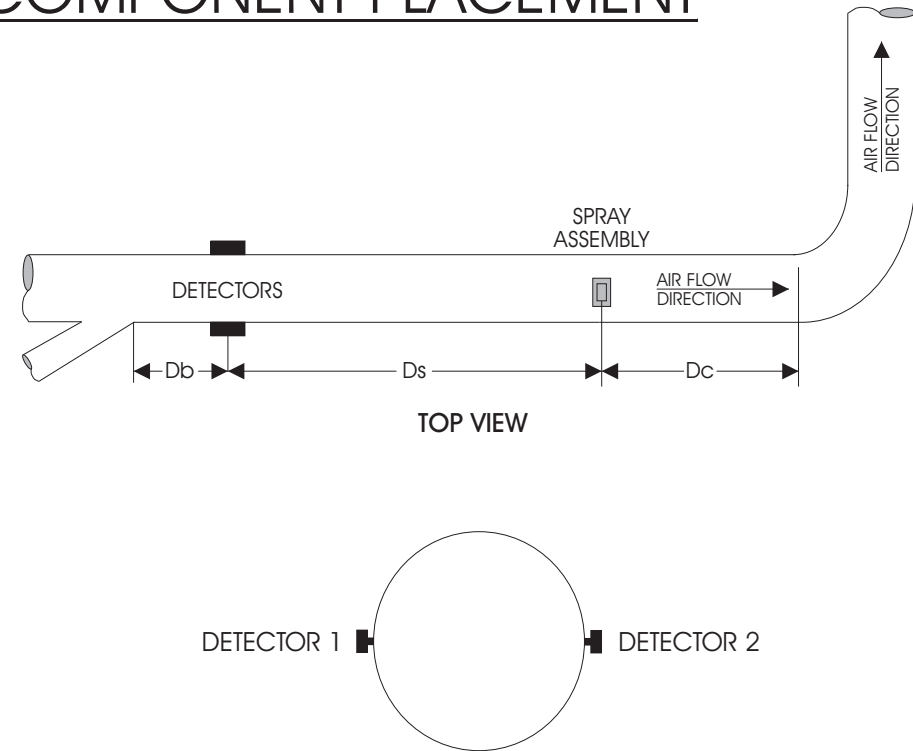 COMPONENT PLACEMENT
AIR FLOW
DIRECTION
SPRAY
ASSEMBLY
DETECTORS
AIR FLOW
DIRECTION
Db
Ds
Dc
TOP VIEW
DETECTOR 1
DETECTOR 2